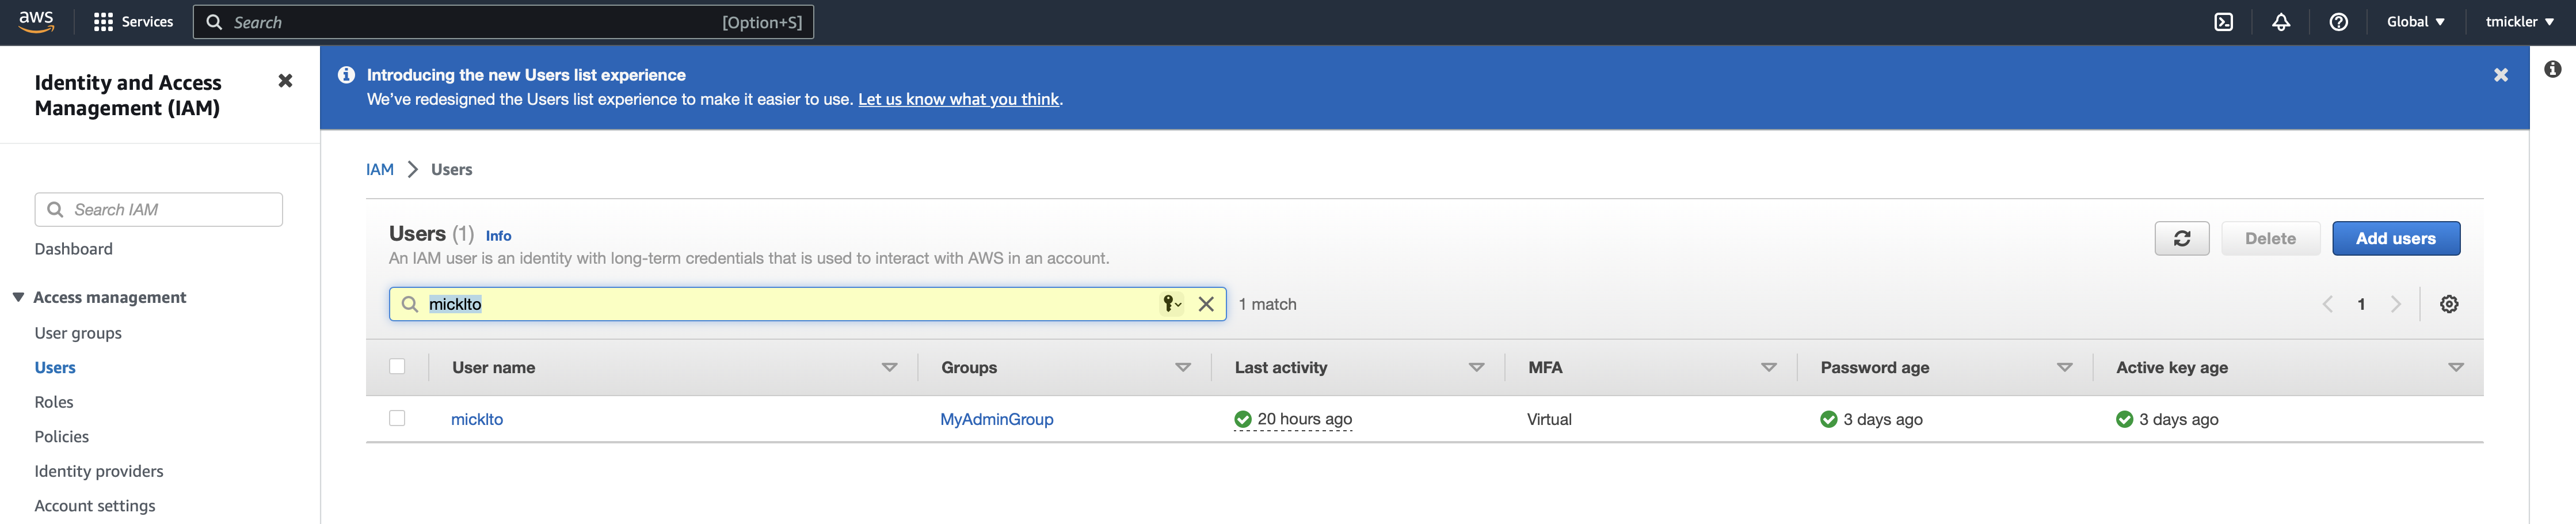 aws
Services
Search [Option+S]
Global ▼
tmickler ▼
Identity and Access
Management (IAM)
Search IAM
Dashboard
Access management
User groups
Users
Roles
Policies
Identity providers
Account settings
Introducing the new Users list experience
We've redesigned the Users list experience to make it easier to use. Let us know what you think.
IAM > Users
Users (1) Info
An IAM user is an identity with long-term credentials that is used to interact with AWS in an account.
Delete
Add users
micklto
1 match
1
User name Groups Last activity MFA Password age Active key age
micklto MyAdminGroup 20 hours ago Virtual 3 days ago 3 days ago